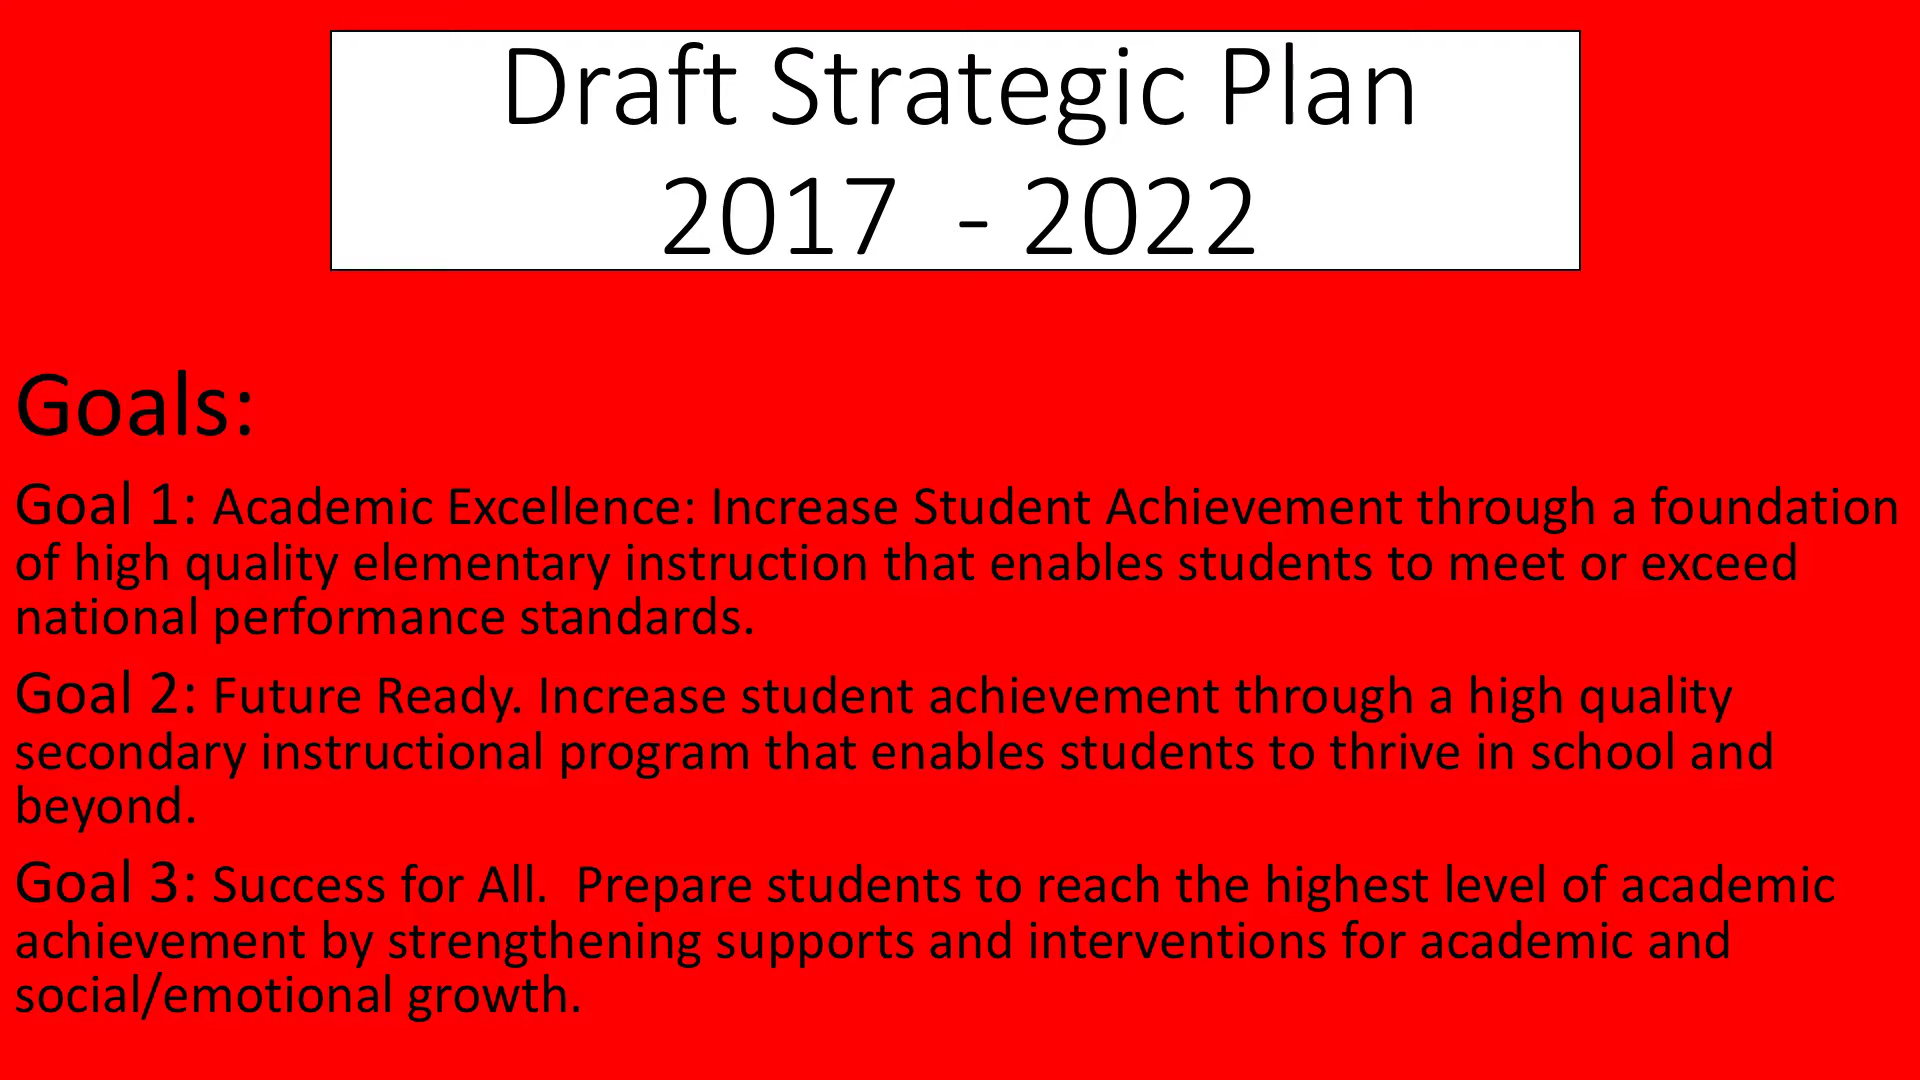 Draft Strategic Plan
2017  - 2022
Goals:
Goal 1: Academic Excellence: Increase Student Achievement through a foundation
of high quality elementary instruction that enables students to meet or exceed
national performance standards.
Goal 2: Future Ready. Increase student achievement through a high quality
secondary instructional program that enables students to thrive in school and
beyond.
Goal 3: Success for All.  Prepare students to reach the highest level of academic
achievement by strengthening supports and interventions for academic and
social/emotional growth.